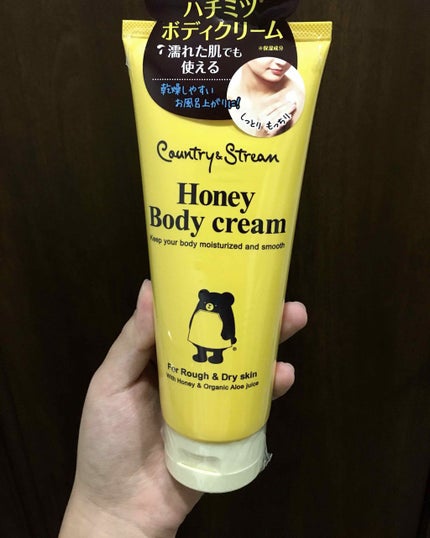 ハチミツ
ボディクリーム
濡れた肌でも
使える
※保湿成分
乾燥しやすい
お風呂上がりに!
しっとり もっちり
Country & Stream
Honey
Body cream
Keep your body moisturized and smooth
For Rough & Dry skin
With Honey & Organic Aloe juice